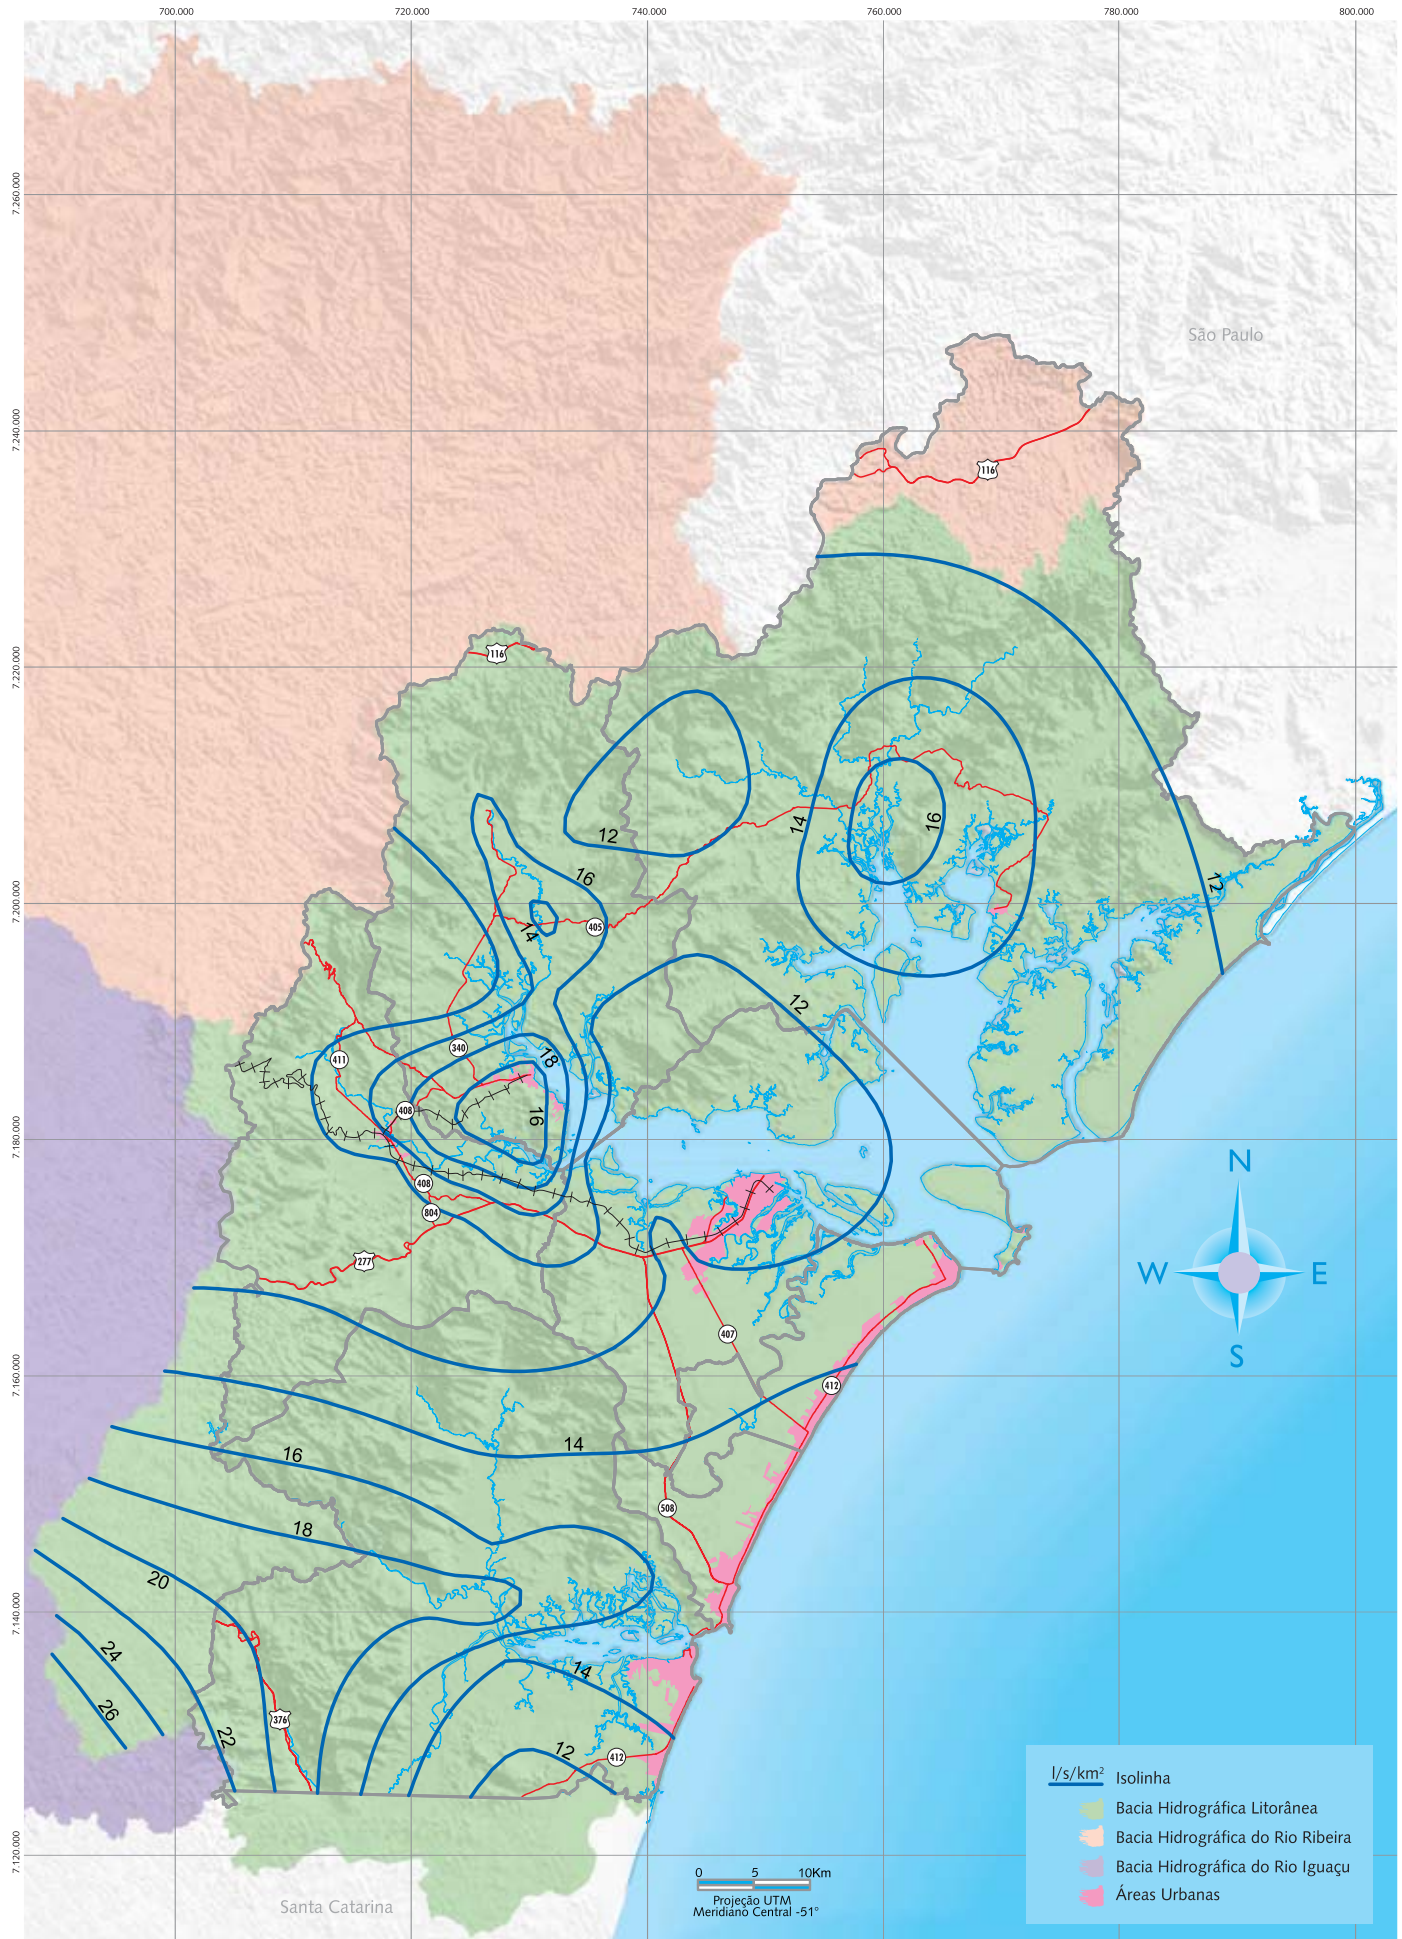 700.000 720.000 740.000 760.000 780.000 800.000
7.260.000
São Paulo
7.240.000
116
7.220.000
116
12
14
16
16
7.200.000
12
14
405
12
340
18
411
408
16
7.180.000
N
408
804
277
W E
407
S
7.160.000
412
14
16
508
18
20
7.140.000
24
14
26
376
22
12
412
l/s/km² Isolinha
Bacia Hidrográfica Litorânea
Bacia Hidrográfica do Rio Ribeira
7.120.000
Bacia Hidrográfica do Rio Iguaçu
0 5 10Km
Áreas Urbanas
Projeção UTM
Santa Catarina
Meridiano Central -51°